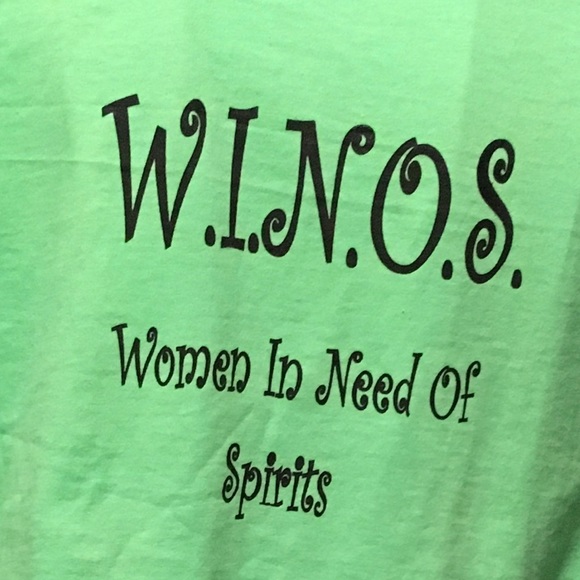 W.I.N.O.S.
Women In Need Of
Spirits